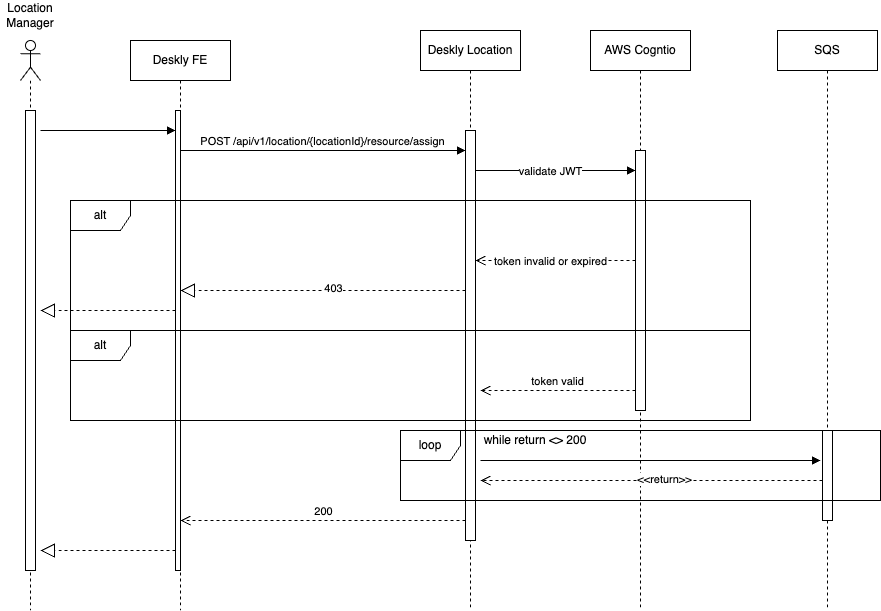 Location
Manager
Deskly FE
Deskly Location
AWS Cogntio
SQS
POST /api/v1/location/{locationId}/resource/assign
validate JWT
alt
token invalid or expired
403
alt
token valid
loop
while return <> 200
<<return>>
200